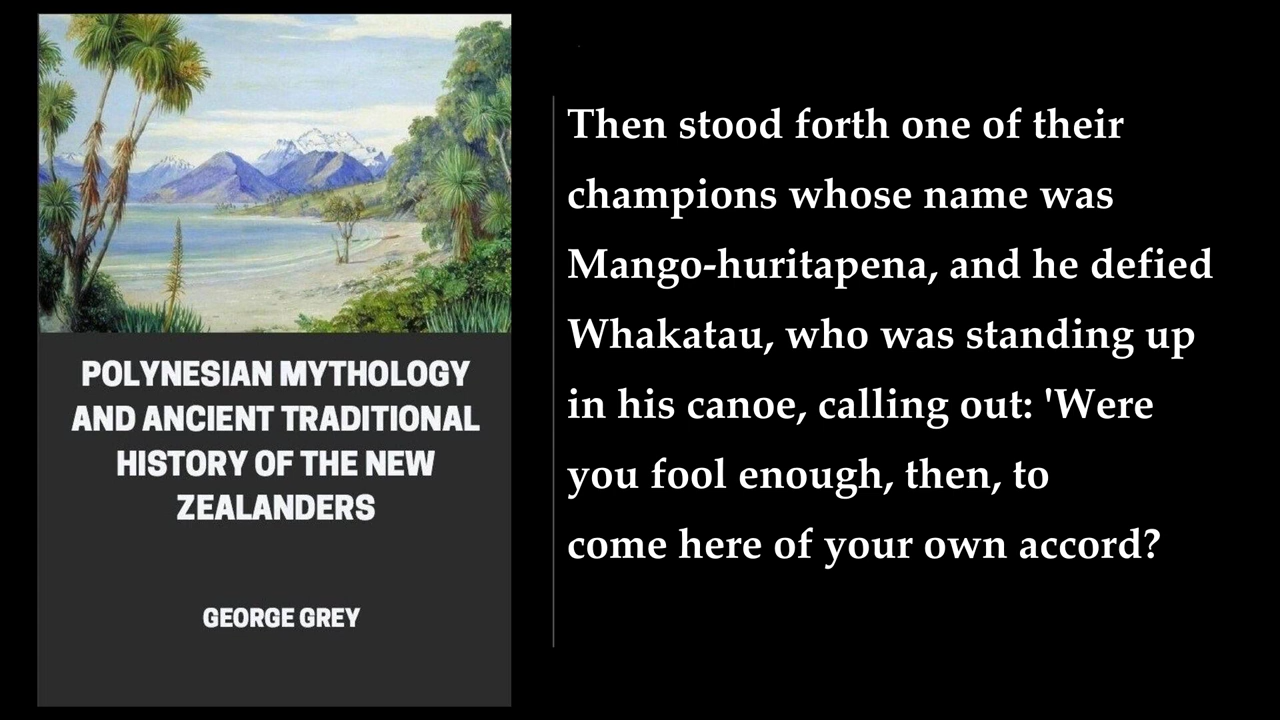 POLYNESIAN MYTHOLOGY
AND ANCIENT TRADITIONAL
HISTORY OF THE NEW
ZEALANDERS
GEORGE GREY
Then stood forth one of their
champions whose name was
Mango-huritapena, and he defied
Whakatau, who was standing up
in his canoe, calling out: 'Were
you fool enough, then, to
come here of your own accord?